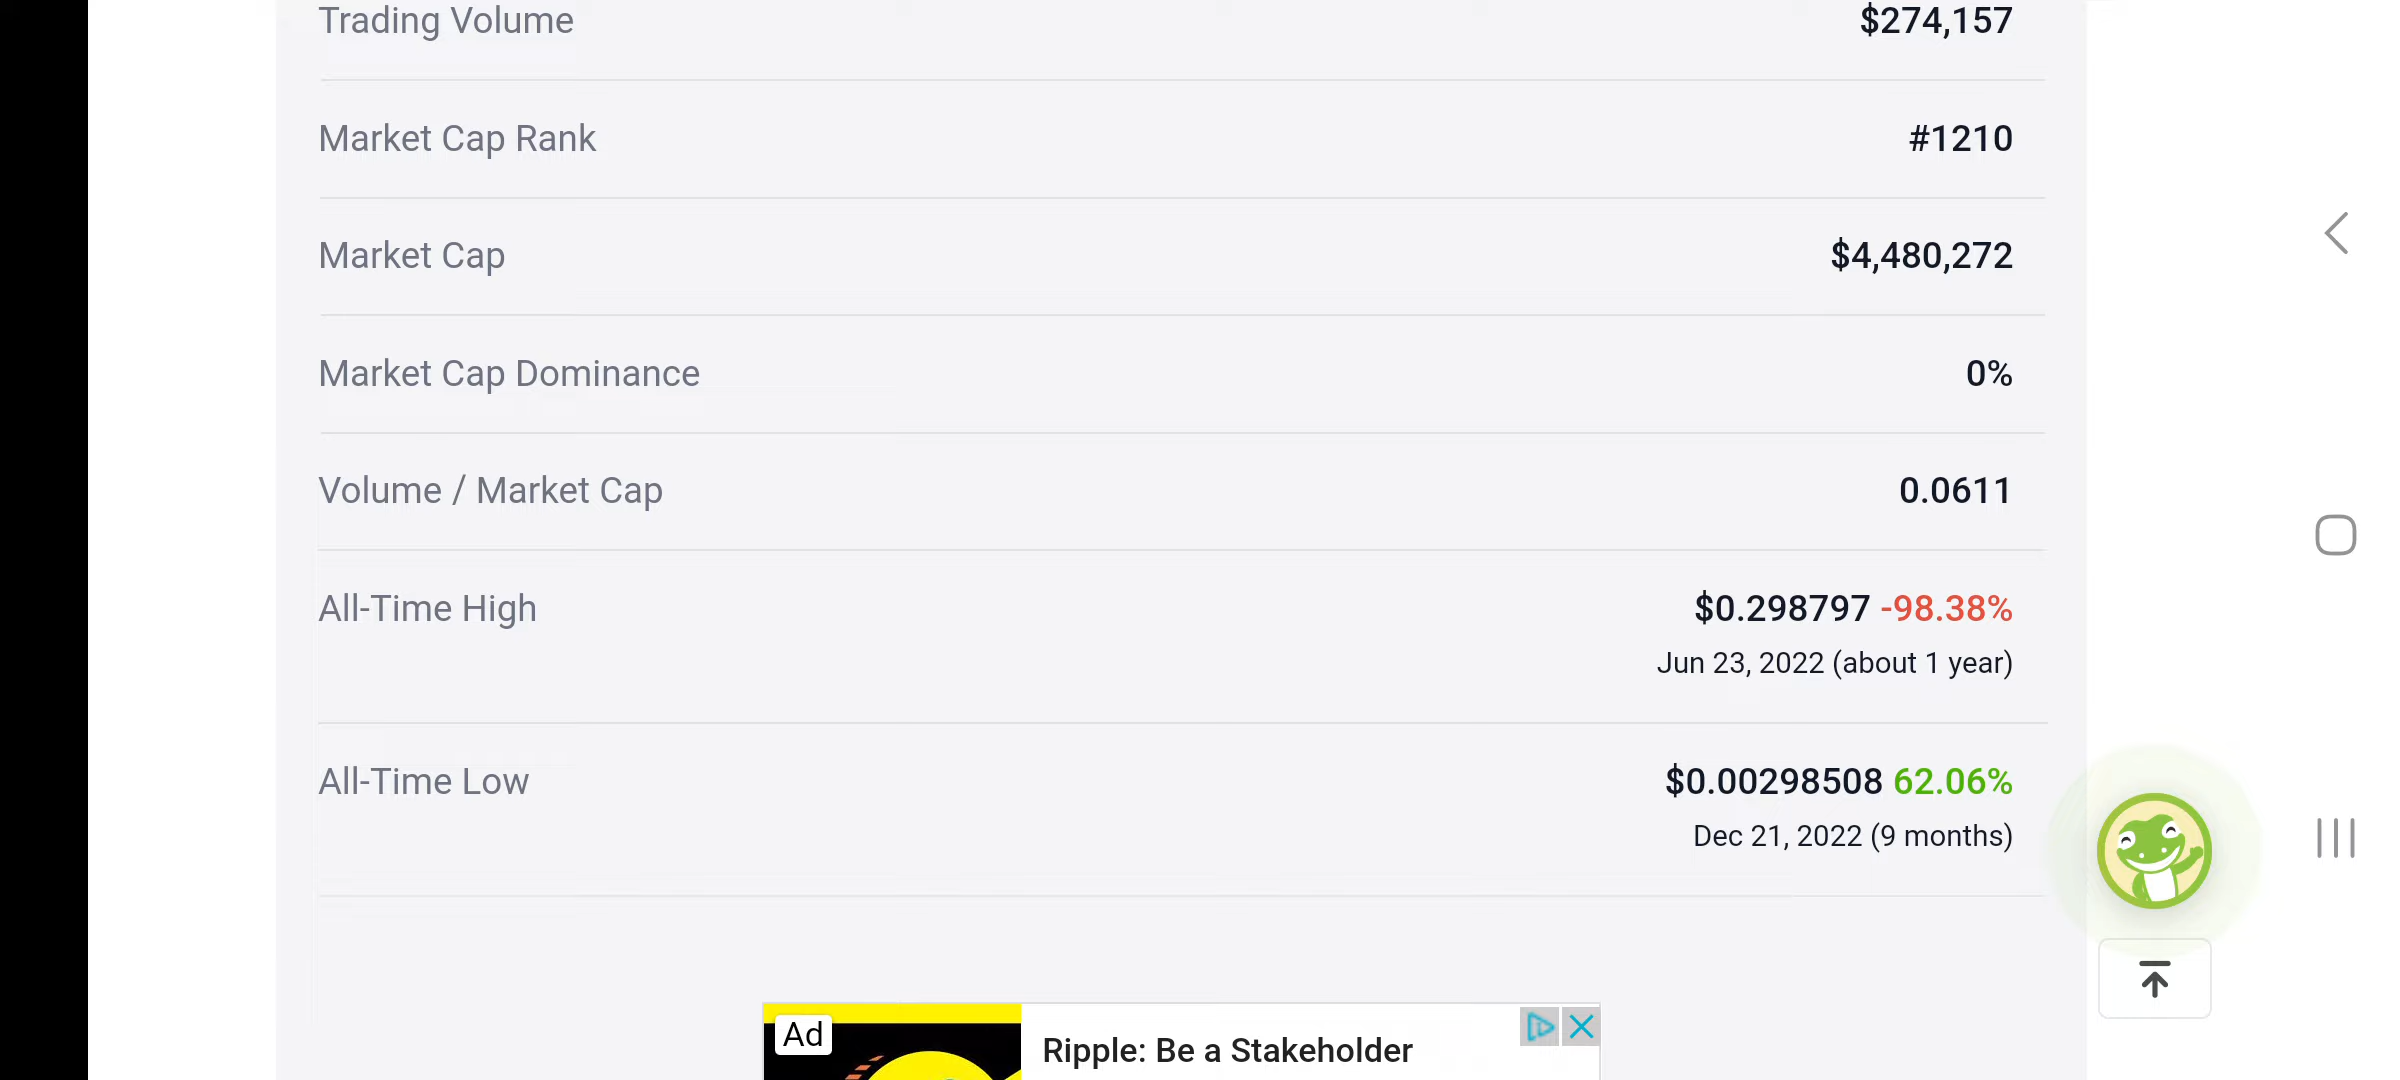 Trading Volume $274,157
Market Cap Rank #1210
Market Cap $4,480,272
Market Cap Dominance 0%
Volume / Market Cap 0.0611
All-Time High $0.298797 -98.38%
Jun 23, 2022 (about 1 year)
All-Time Low $0.00298508 62.06%
Dec 21, 2022 (9 months)
Ad
Ripple: Be a Stakeholder